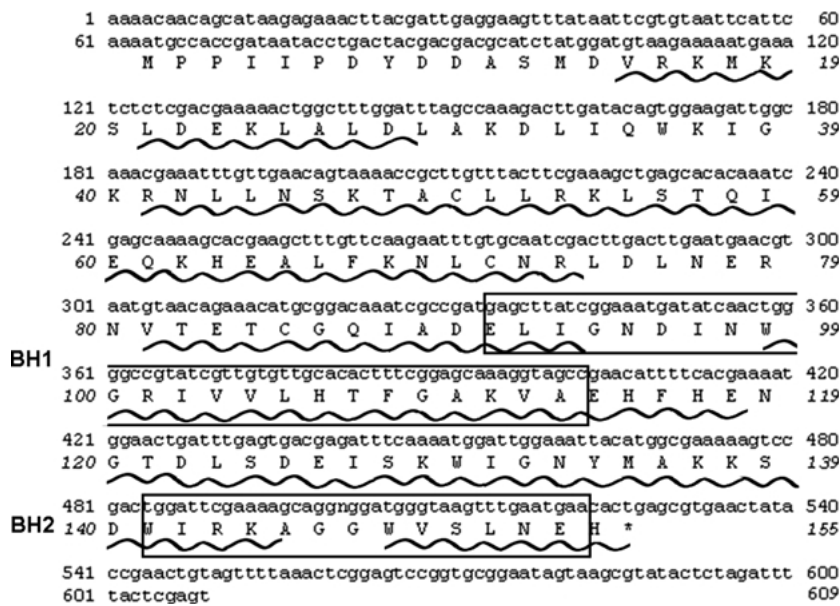 1 aaaacaacagcataagagaaacttacgattgaggaagtttataattcgtgtaattcattc 60
61 aaaatgccaccgataatacctgactacgacgacgcatctatggatgtaagaaaaatgaaa 120
M P P I I P D Y D D A S M D V R K M K 19
121 tctctcgacgaaaaactggctttggatttagccaaagacttgatacagtggaagattggc 180
20 S L D E K L A L D L A K D L I Q W K I G 39
181 aaacgaaatttgttgaacagtaaaaccgcttgtttacttcgaaagctgagcacacaaatc 240
40 K R N L L N S K T A C L L R K L S T Q I 59
241 gagcaaaagcacgaagctttgttcaagaatttgtgcaatcgacttgacttgaatgaacgt 300
60 E Q K H E A L F K N L C N R L D L N E R 79
301 aatgtaacagaaacatgcggacaaatcgccgatgagcttatcggaaatgatatcaactgg 360
80 N V T E T C G Q I A D E L I G N D I N W 99
BH1
361 ggccgtatcgttgtgttgcacactttcggagcaaaggtagccgaacattttcacgaaaat 420
100 G R I V V L H T F G A K V A E H F H E N 119
421 ggaactgatttgagtgacgagatttcaaaatggattggaaattacatggcgaaaaagtcc 480
120 G T D L S D E I S K W I G N Y M A K K S 139
481 gactggattcgaaaagcaggnggatgggtaagtttgaatgaacactgagcgtgaactata 540
BH2
140 D W I R K A G G W V S L N E H * 155
541 ccgaactgtagttttaaactcggagtccggtgcggaatagtaagcgtatactctagattt 600
601 tactcgagt 609